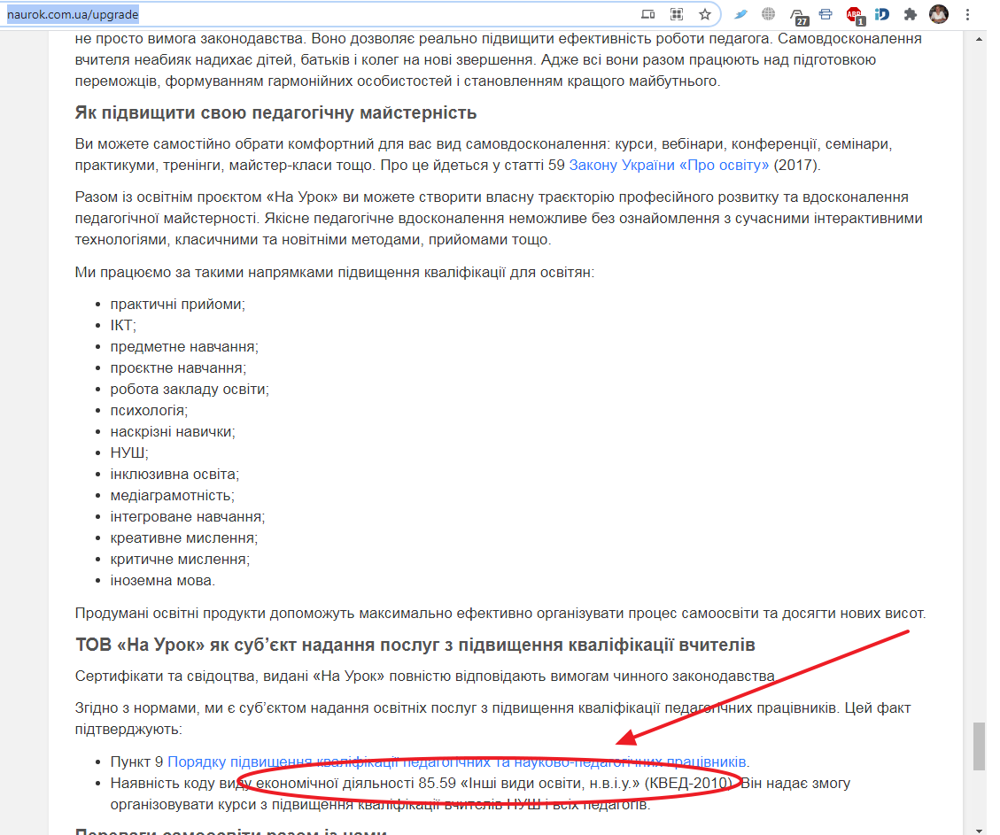 naurok.com.ua/upgrade
27
ABP
1
iD
не просто вимога законодавства. Воно дозволяє реально підвищити ефективність роботи педагога. Самовдосконалення
вчителя неабияк надихає дітей, батьків і колег на нові звершення. Адже всі вони разом працюють над підготовкою
переможців, формуванням гармонійних особистостей і становленням кращого майбутнього.
Як підвищити свою педагогічну майстерність
Ви можете самостійно обрати комфортний для вас вид самовдосконалення: курси, вебінари, конференції, семінари,
практикуми, тренінги, майстер-класи тощо. Про це йдеться у статті 59 Закону України «Про освіту» (2017).
Разом із освітнім проєктом «На Урок» ви можете створити власну траєкторію професійного розвитку та вдосконалення
педагогічної майстерності. Якісне педагогічне вдосконалення неможливе без ознайомлення з сучасними інтерактивними
технологіями, класичними та новітніми методами, прийомами тощо.
Ми працюємо за такими напрямками підвищення кваліфікації для освітян:
• практичні прийоми;
• ІКТ;
• предметне навчання;
• проєктне навчання;
• робота закладу освіти;
• психологія;
• наскрізні навички;
• НУШ;
• інклюзивна освіта;
• медіаграмотність;
• інтегроване навчання;
• креативне мислення;
• критичне мислення;
• іноземна мова.
Продумані освітні продукти допоможуть максимально ефективно організувати процес самоосвіти та досягти нових висот.
ТОВ «На Урок» як суб’єкт надання послуг з підвищення кваліфікації вчителів
Сертифікати та свідоцтва, видані «На Урок» повністю відповідають вимогам чинного законодавства.
Згідно з нормами, ми є суб’єктом надання освітніх послуг з підвищення кваліфікації педагогічних працівників. Цей факт
підтверджують:
• Пункт 9 Порядку підвищення кваліфікації педагогічних та науково-педагогічних працівників.
• Наявність коду виду економічної діяльності 85.59 «Інші види освіти, н.в.і.у.» (КВЕД-2010). Він надає змогу
організовувати курси з підвищення кваліфікації вчителів НУШ і всіх педагогів.
Переваги самоосвіти разом із нами